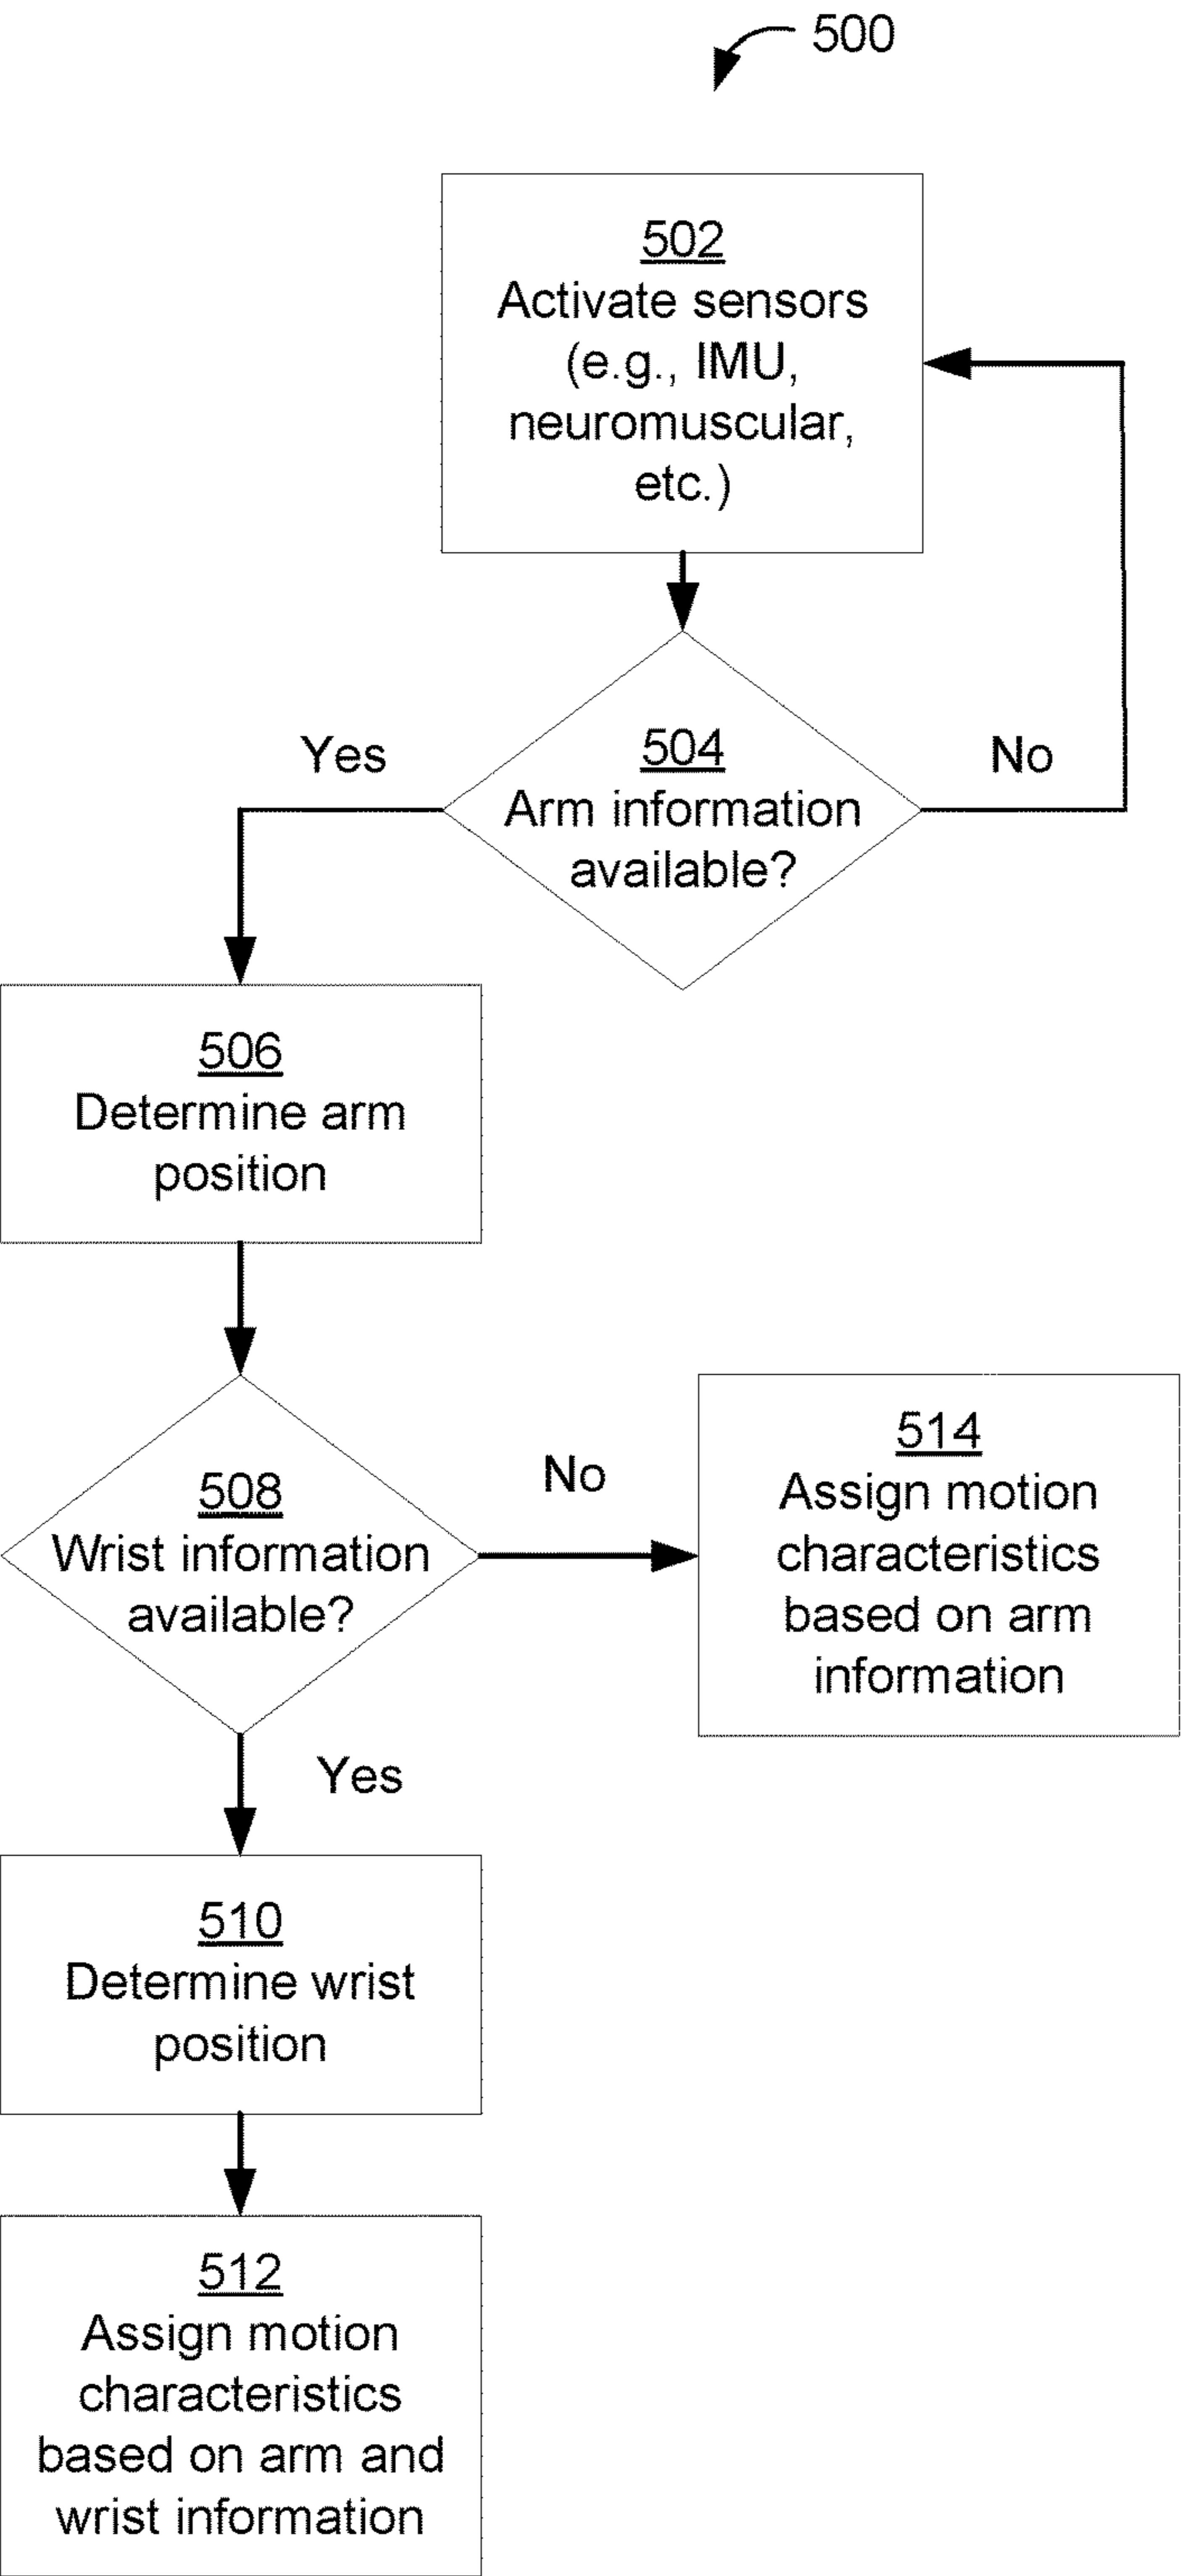 500
502
Activate sensors
(e.g., IMU,
neuromuscular,
etc.)
Yes
504
No
Arm information
available?
506
Determine arm
position
508
Wrist information
available?
No
514
Assign motion
characteristics
based on arm
information
Yes
510
Determine wrist
position
512
Assign motion
characteristics
based on arm and
wrist information